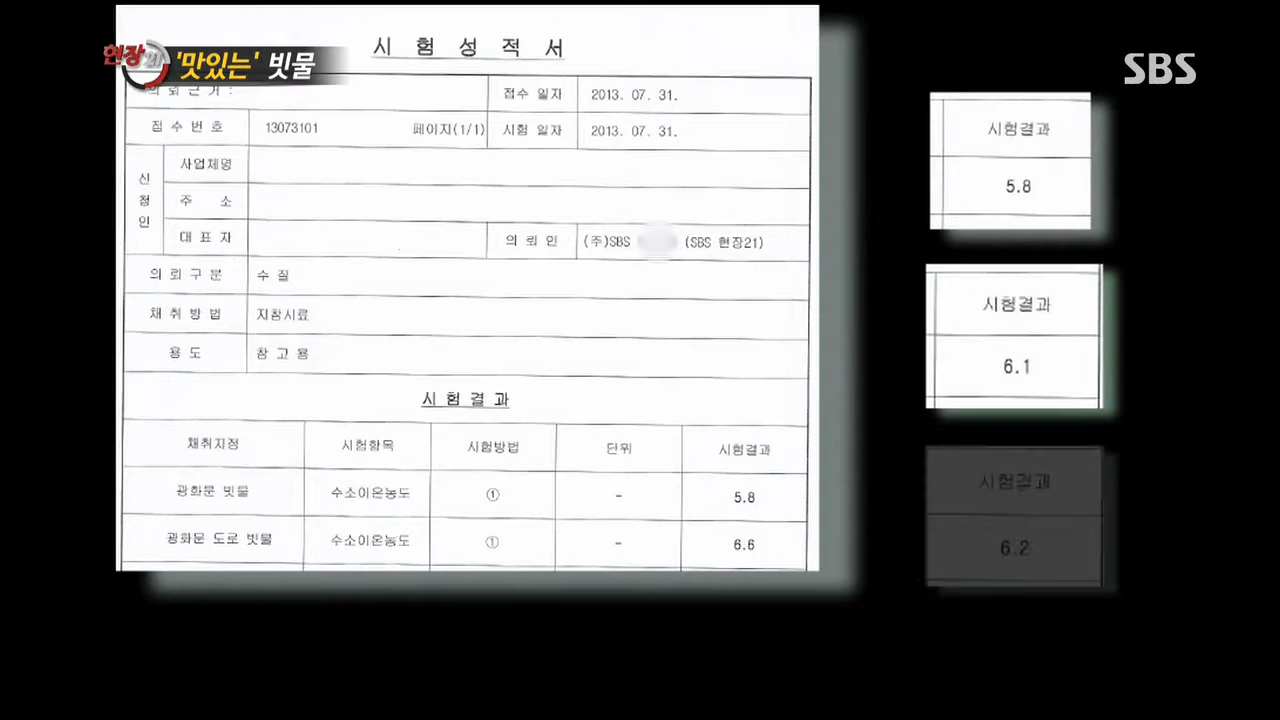 현장21 '맛있는' 빗물
SBS
시 험 성 적 서
의 뢰 근 거 :
접수 일자 2013. 07. 31.
접 수 번 호 13073101 페이지(1/1) 시험 일자 2013. 07. 31.
신청인
사업체명
주 소
대 표 자 의 뢰 인 (주)SBS (SBS 현장21)
의 뢰 구 분 수 질
채 취 방 법 지참시료
용 도 참 고 용
시 험 결 과
채취지점 시험항목 시험방법 단위 시험결과
광화문 빗물 수소이온농도 ① - 5.8
광화문 도로 빗물 수소이온농도 ① - 6.6
시험결과
5.8
시험결과
6.1
시험결과
6.2